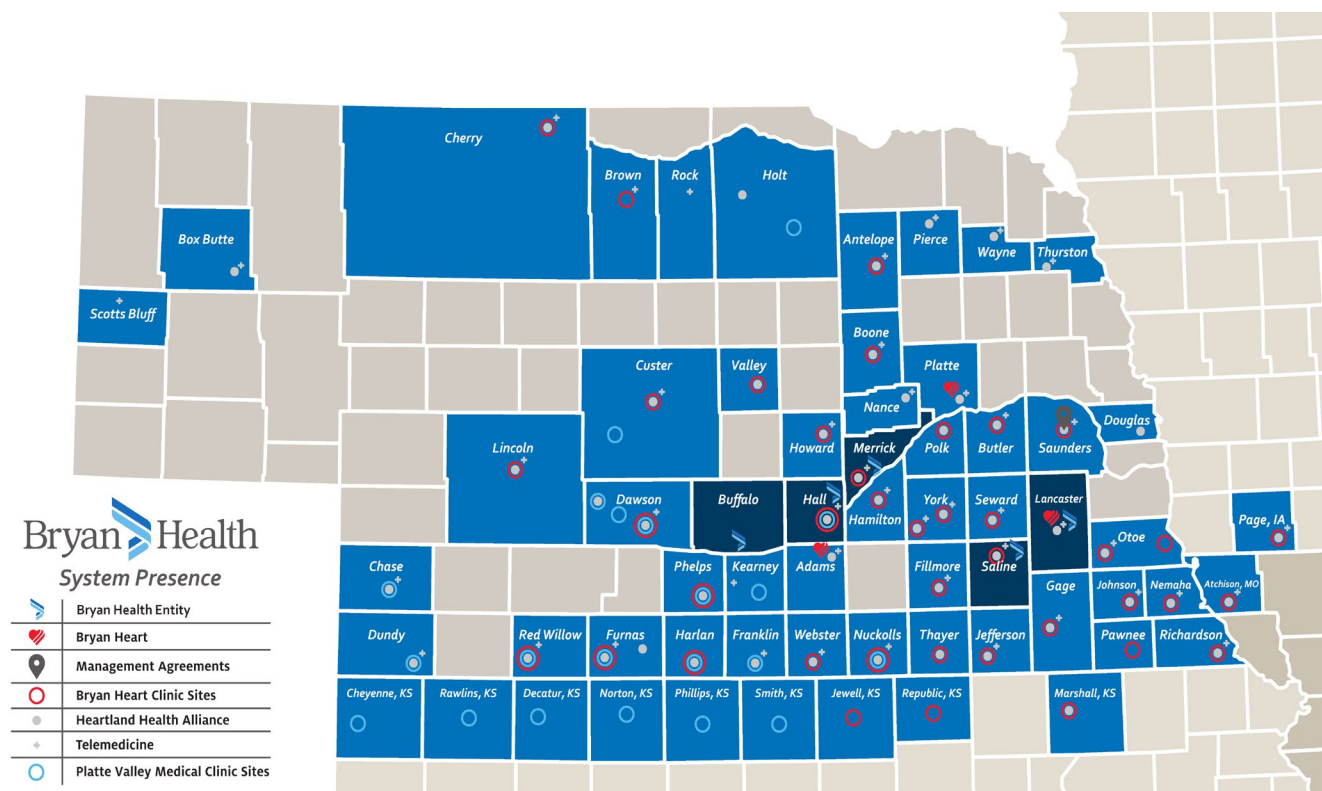 Cherry
Brown
Rock
Holt
Box Butte
Antelope
Pierce
Wayne
Thurston
Scotts Bluff
Boone
Custer
Valley
Platte
Nance
Douglas
Lincoln
Howard
Merrick
Polk
Butler
Saunders
Dawson
Buffalo
Hall
Hamilton
York
Seward
Lancaster
Page, IA
Otoe
Bryan Health
System Presence
Chase
Phelps
Kearney
Adams
Fillmore
Saline
Gage
Johnson
Nemaha
Atchison, MO
Bryan Health Entity
Bryan Heart
Management Agreements
Bryan Heart Clinic Sites
Heartland Health Alliance
Telemedicine
Platte Valley Medical Clinic Sites
Dundy
Red Willow
Furnas
Harlan
Franklin
Webster
Nuckolls
Thayer
Jefferson
Pawnee
Richardson
Cheyenne, KS
Rawlins, KS
Decatur, KS
Norton, KS
Phillips, KS
Smith, KS
Jewell, KS
Republic, KS
Marshall, KS